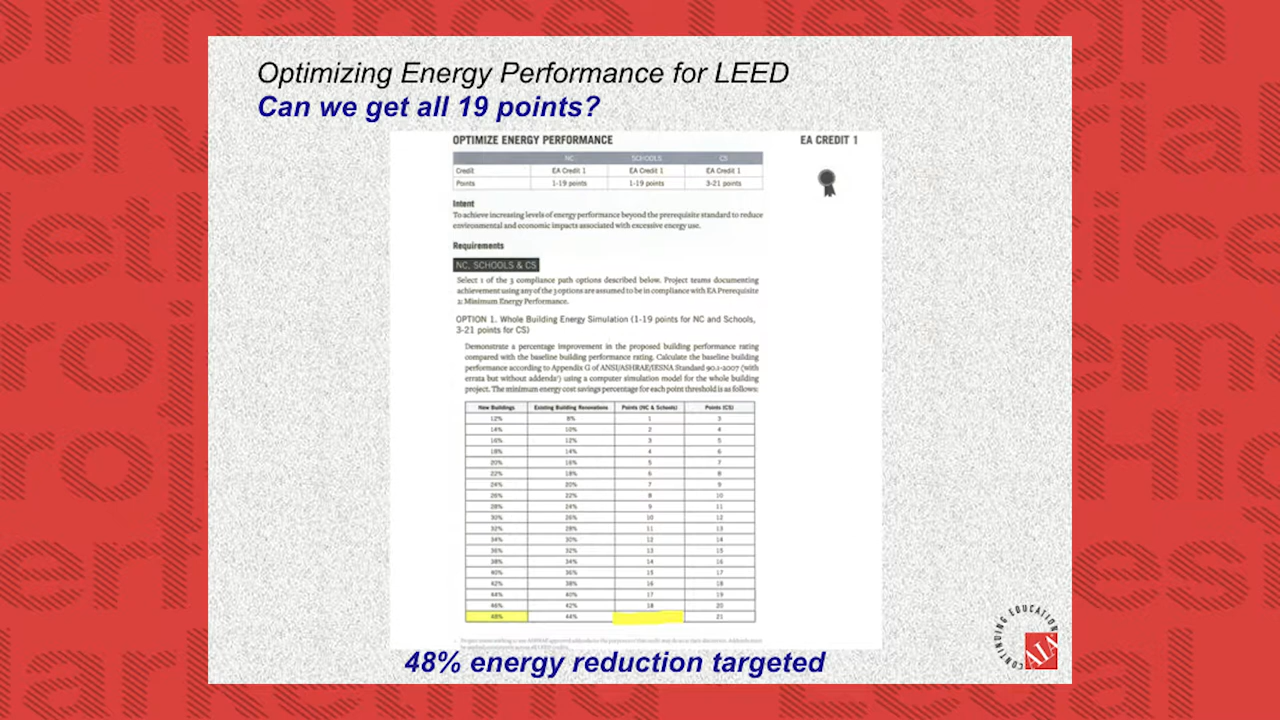 Optimizing Energy Performance for LEED
Can we get all 19 points?
OPTIMIZE ENERGY PERFORMANCE
EA CREDIT 1
NC SCHOOLS CS
Credit EA Credit 1 EA Credit 1 EA Credit 1
Points 1-19 points 1-19 points 3-21 points
Intent
To achieve increasing levels of energy performance beyond the prerequisite standard to reduce
environmental and economic impacts associated with excessive energy use.
Requirements
NC, SCHOOLS & CS
Select 1 of the 3 compliance path options described below. Project teams documenting
achievement using any of the 3 options are assumed to be in compliance with EA Prerequisite
2: Minimum Energy Performance.
OPTION 1. Whole Building Energy Simulation (1-19 points for NC and Schools,
3-21 points for CS)
Demonstrate a percentage improvement in the proposed building performance rating
compared with the baseline building performance rating. Calculate the baseline building
performance according to Appendix G of ANSI/ASHRAE/IESNA Standard 90.1-2007 (with
errata but without addenda¹) using a computer simulation model for the whole building
project. The minimum energy cost savings percentage for each point threshold is as follows:
New Buildings Existing Building Renovations Points (NC & Schools) Points (CS)
12% 8% 1 3
14% 10% 2 4
16% 12% 3 5
18% 14% 4 6
20% 16% 5 7
22% 18% 6 8
24% 20% 7 9
26% 22% 8 10
28% 24% 9 11
30% 26% 10 12
32% 28% 11 13
34% 30% 12 14
36% 32% 13 15
38% 34% 14 16
40% 36% 15 17
42% 38% 16 18
44% 40% 17 19
46% 42% 18 20
48% 44% 21
48% energy reduction targeted
CONTINUING EDUCATION
AIA